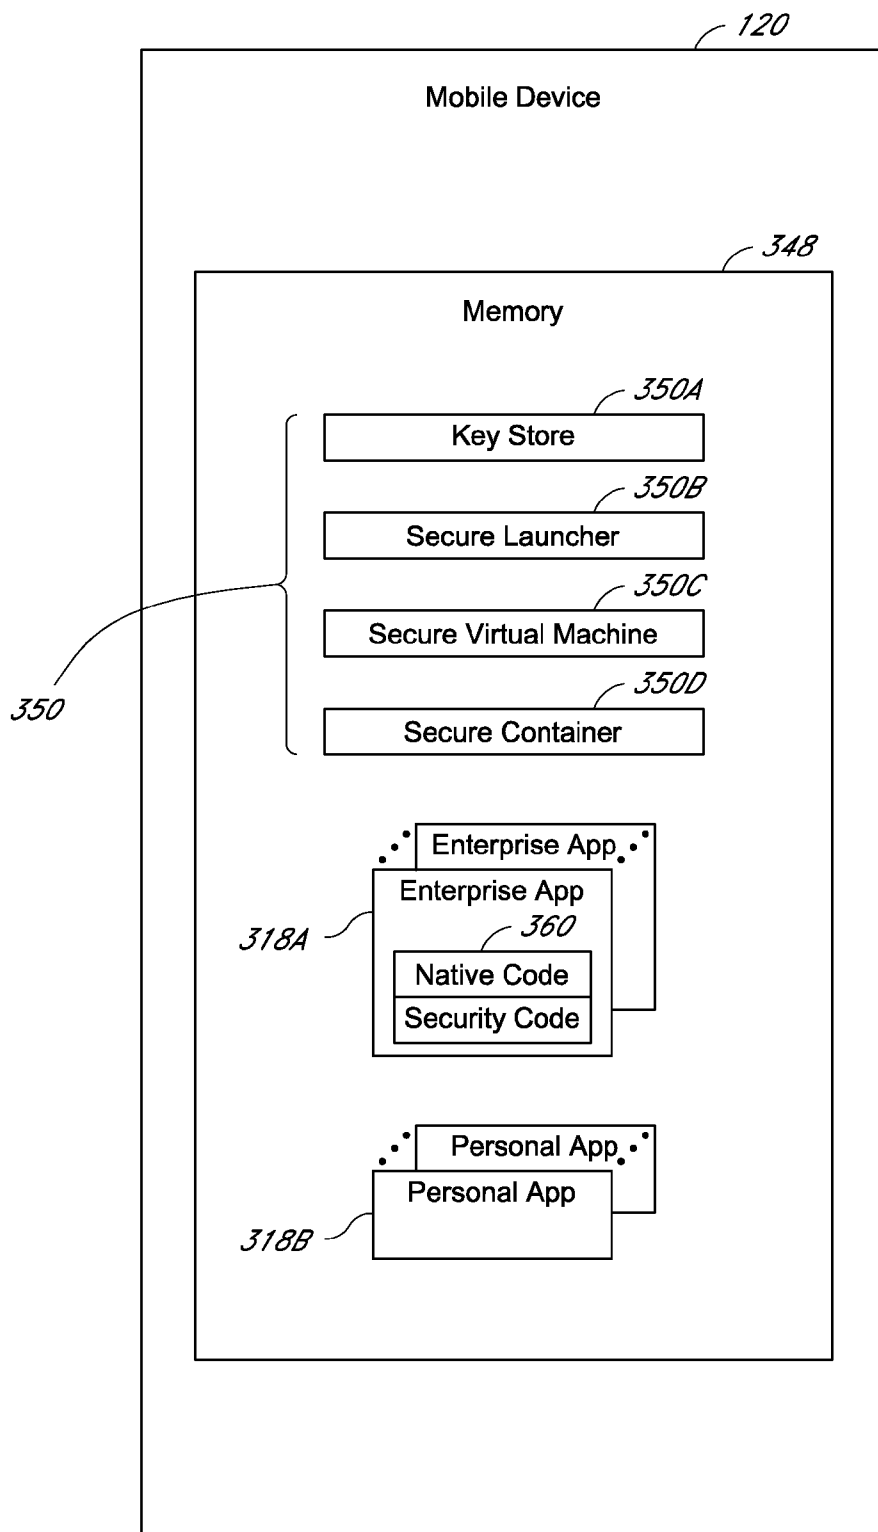 120
Mobile Device
348
Memory
350A
Key Store
350B
Secure Launcher
350C
Secure Virtual Machine
350
350D
Secure Container
Enterprise App
Enterprise App
318A
360
Native Code
Security Code
Personal App
Personal App
318B